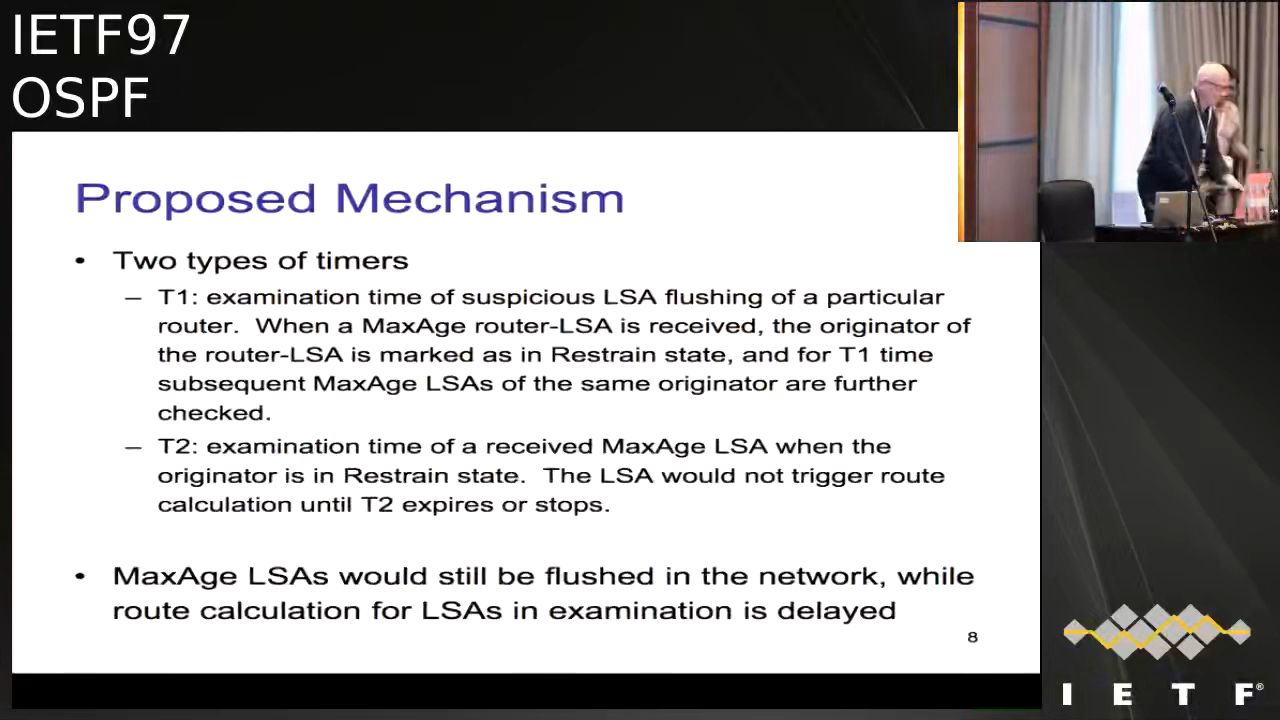 IETF97
OSPF
Proposed Mechanism
• Two types of timers
– T1: examination time of suspicious LSA flushing of a particular
router. When a MaxAge router-LSA is received, the originator of
the router-LSA is marked as in Restrain state, and for T1 time
subsequent MaxAge LSAs of the same originator are further
checked.
– T2: examination time of a received MaxAge LSA when the
originator is in Restrain state. The LSA would not trigger route
calculation until T2 expires or stops.
• MaxAge LSAs would still be flushed in the network, while
route calculation for LSAs in examination is delayed
8
I E T F®